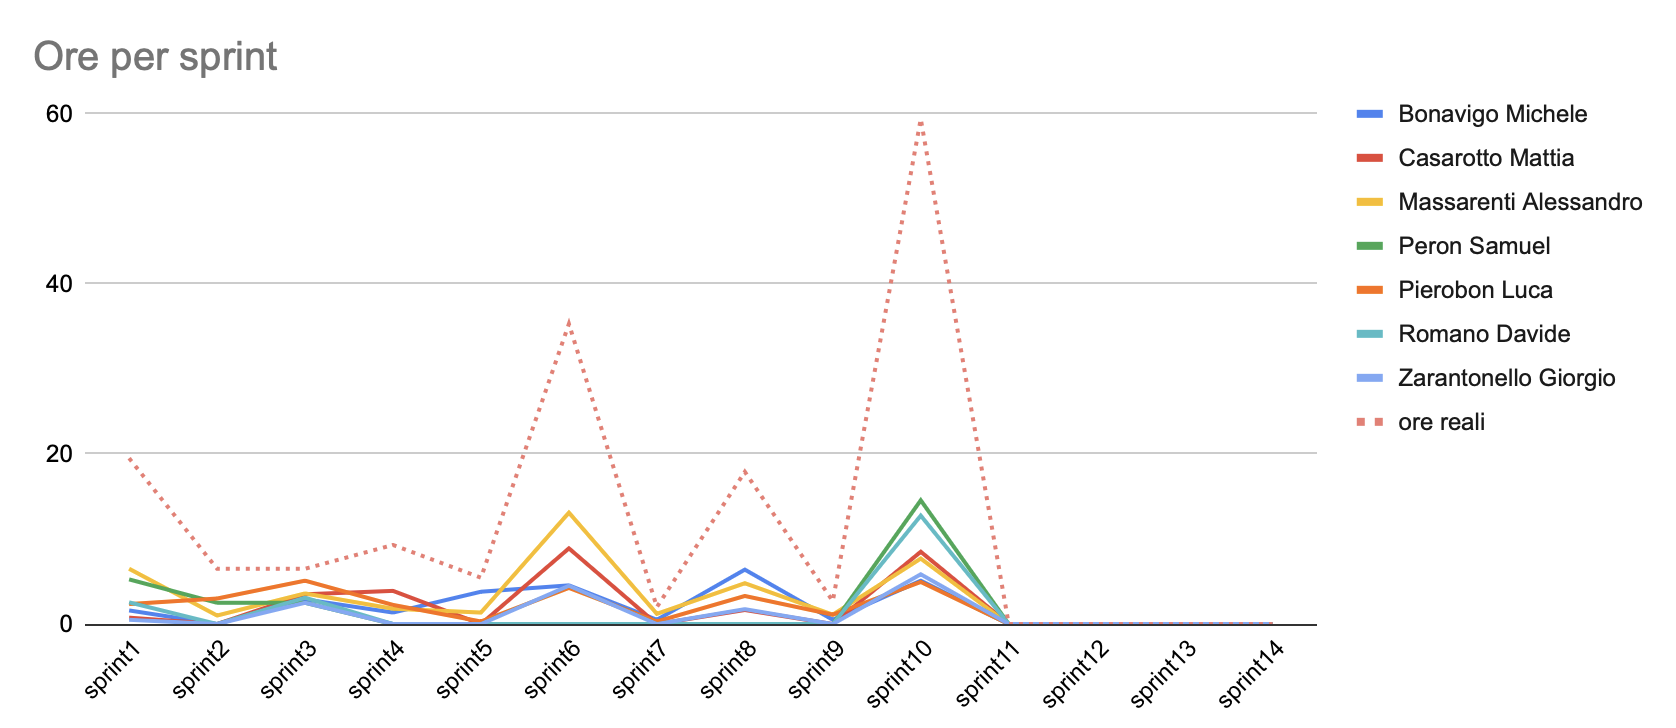 Ore per sprint
60
40
20
0
sprint1
sprint2
sprint3
sprint4
sprint5
sprint6
sprint7
sprint8
sprint9
sprint10
sprint11
sprint12
sprint13
sprint14
Bonavigo Michele
Casarotto Mattia
Massarenti Alessandro
Peron Samuel
Pierobon Luca
Romano Davide
Zarantonello Giorgio
ore reali